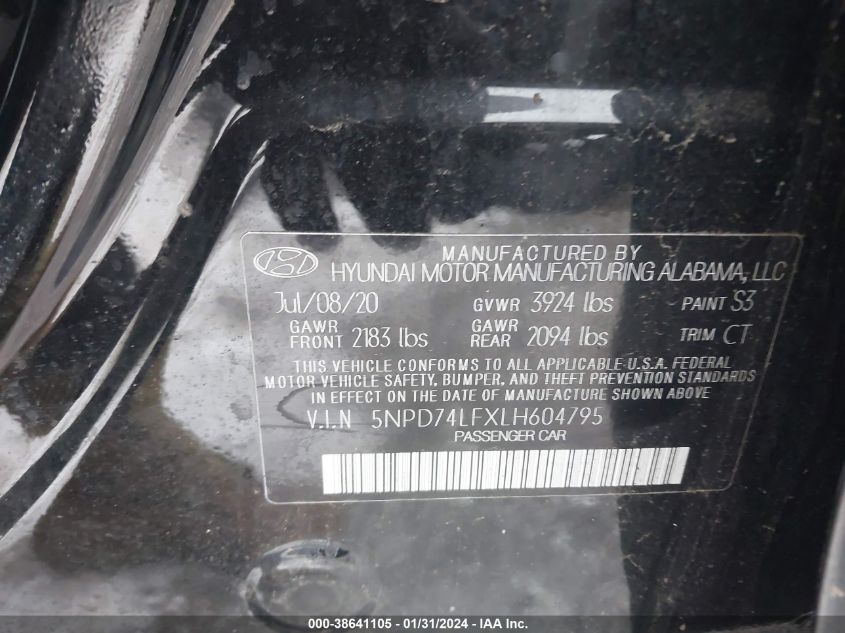 MANUFACTURED BY
HYUNDAI MOTOR MANUFACTURING ALABAMA, LLC
Jul/08/20 GVWR 3924 lbs PAINT S3
GAWR FRONT 2183 lbs GAWR REAR 2094 lbs TRIM CT
THIS VEHICLE CONFORMS TO ALL APPLICABLE U.S.A. FEDERAL
MOTOR VEHICLE SAFETY, BUMPER, AND THEFT PREVENTION STANDARDS
IN EFFECT ON THE DATE OF MANUFACTURE SHOWN ABOVE
V.I.N 5NPD74LFXLH604795
PASSENGER CAR
000-38641105 - 01/31/2024 - IAA Inc.